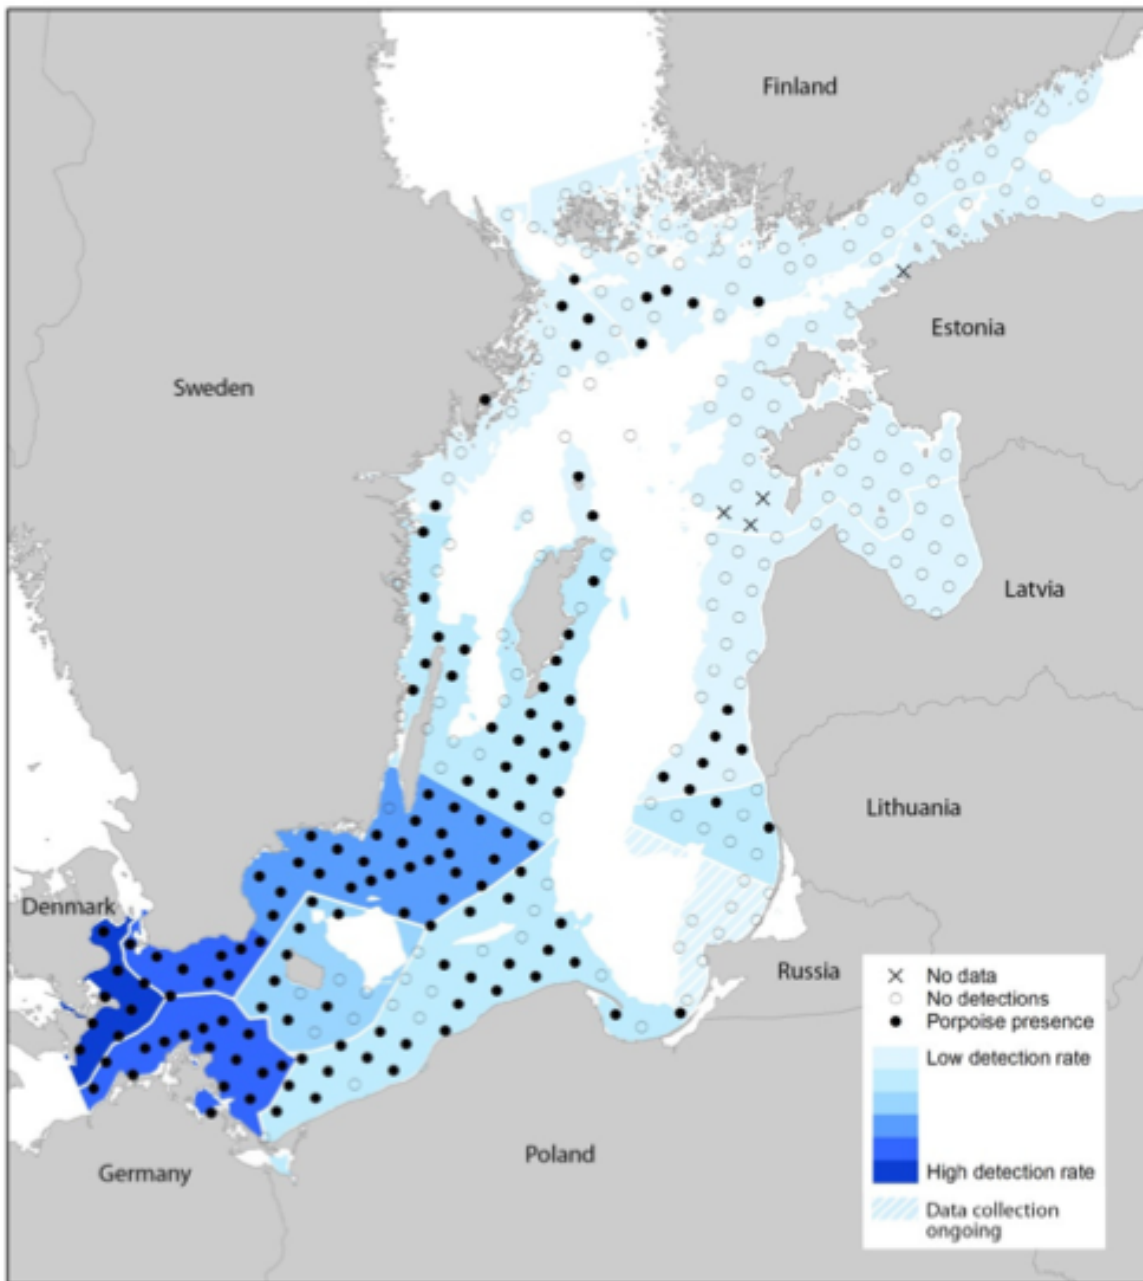 Finland
Estonia
Sweden
Latvia
Lithuania
Denmark
Russia
No data
No detections
Porpoise presence
Low detection rate
Poland
Germany
High detection rate
Data collection
ongoing